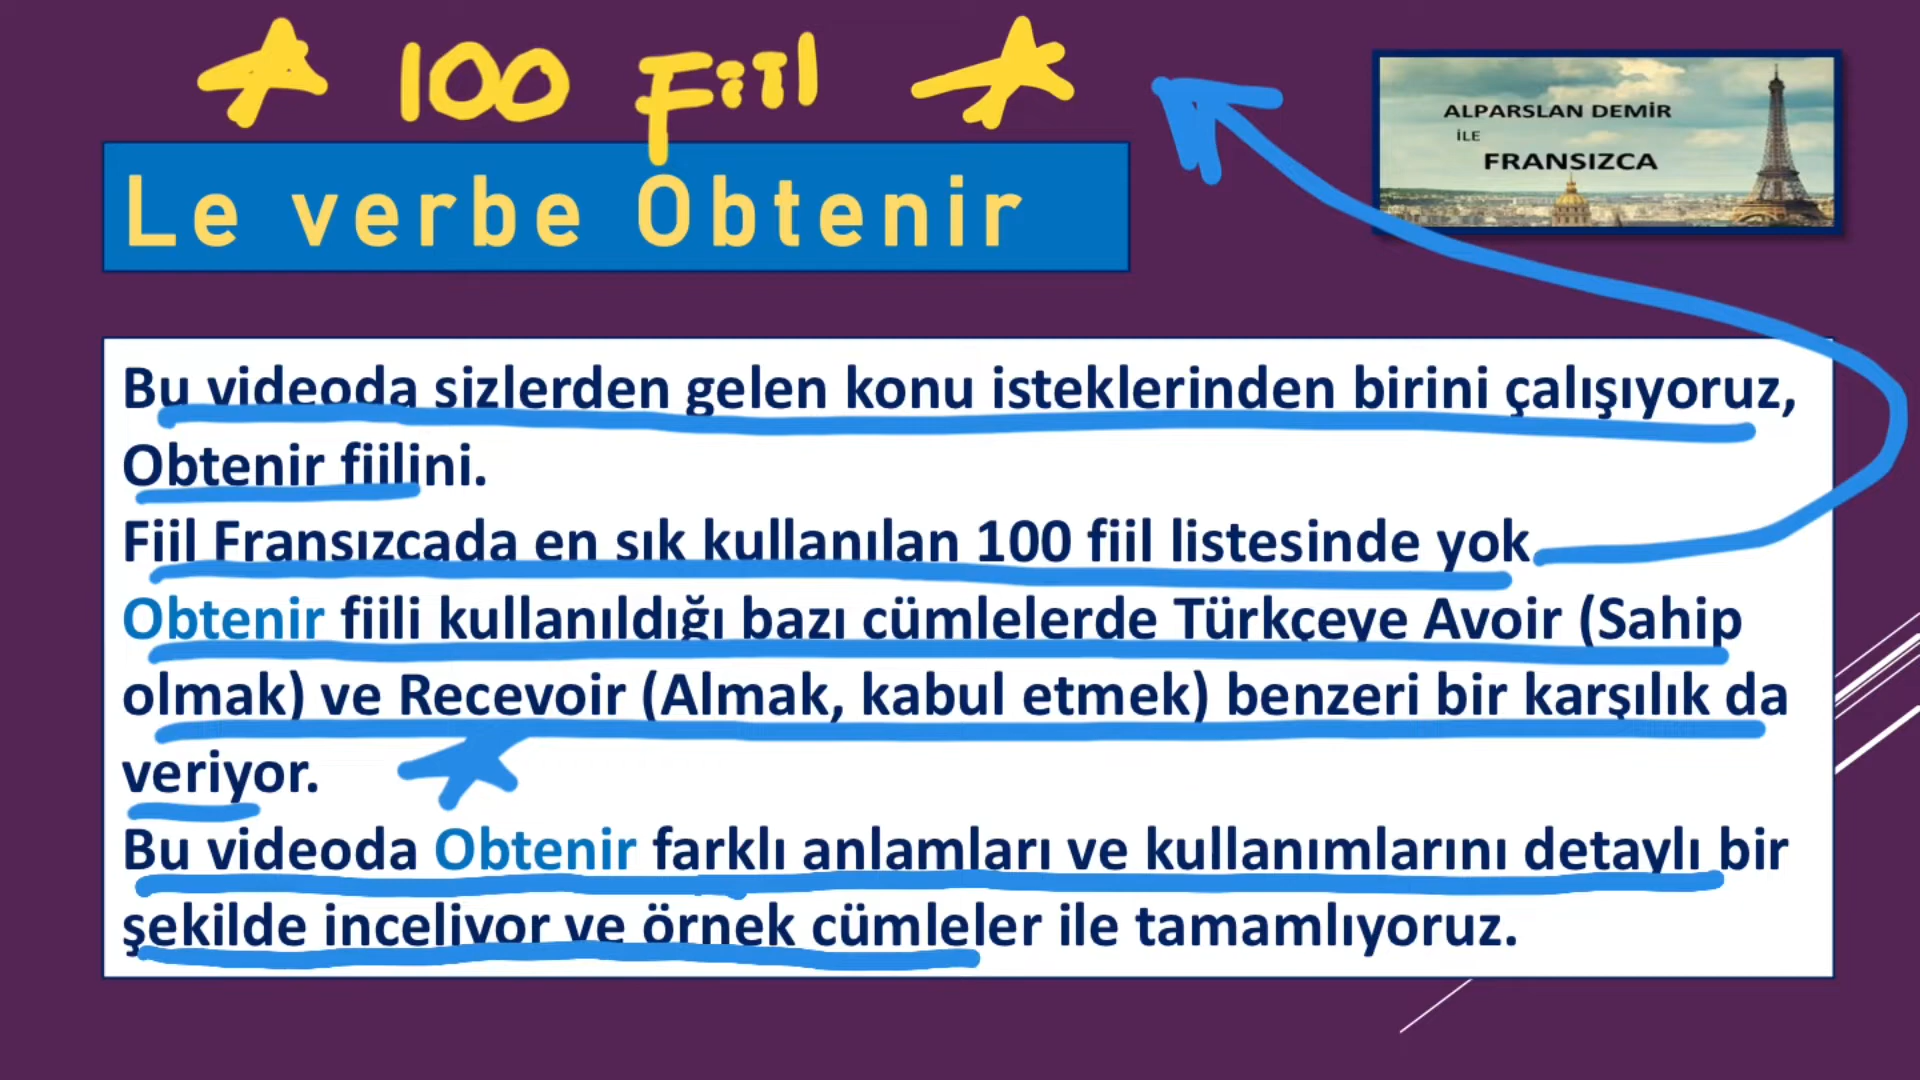 100 Fiil
ALPARSLAN DEMİR
İLE
FRANSIZCA
Le verbe Obtenir
Bu videoda sizlerden gelen konu isteklerinden birini çalışıyoruz,
Obtenir fiilini.
Fiil Fransızcada en sık kullanılan 100 fiil listesinde yok
Obtenir fiili kullanıldığı bazı cümlelerde Türkçeye Avoir (Sahip
olmak) ve Recevoir (Almak, kabul etmek) benzeri bir karşılık da
veriyor.
Bu videoda Obtenir farklı anlamları ve kullanımlarını detaylı bir
şekilde inceliyor ve örnek cümleler ile tamamlıyoruz.